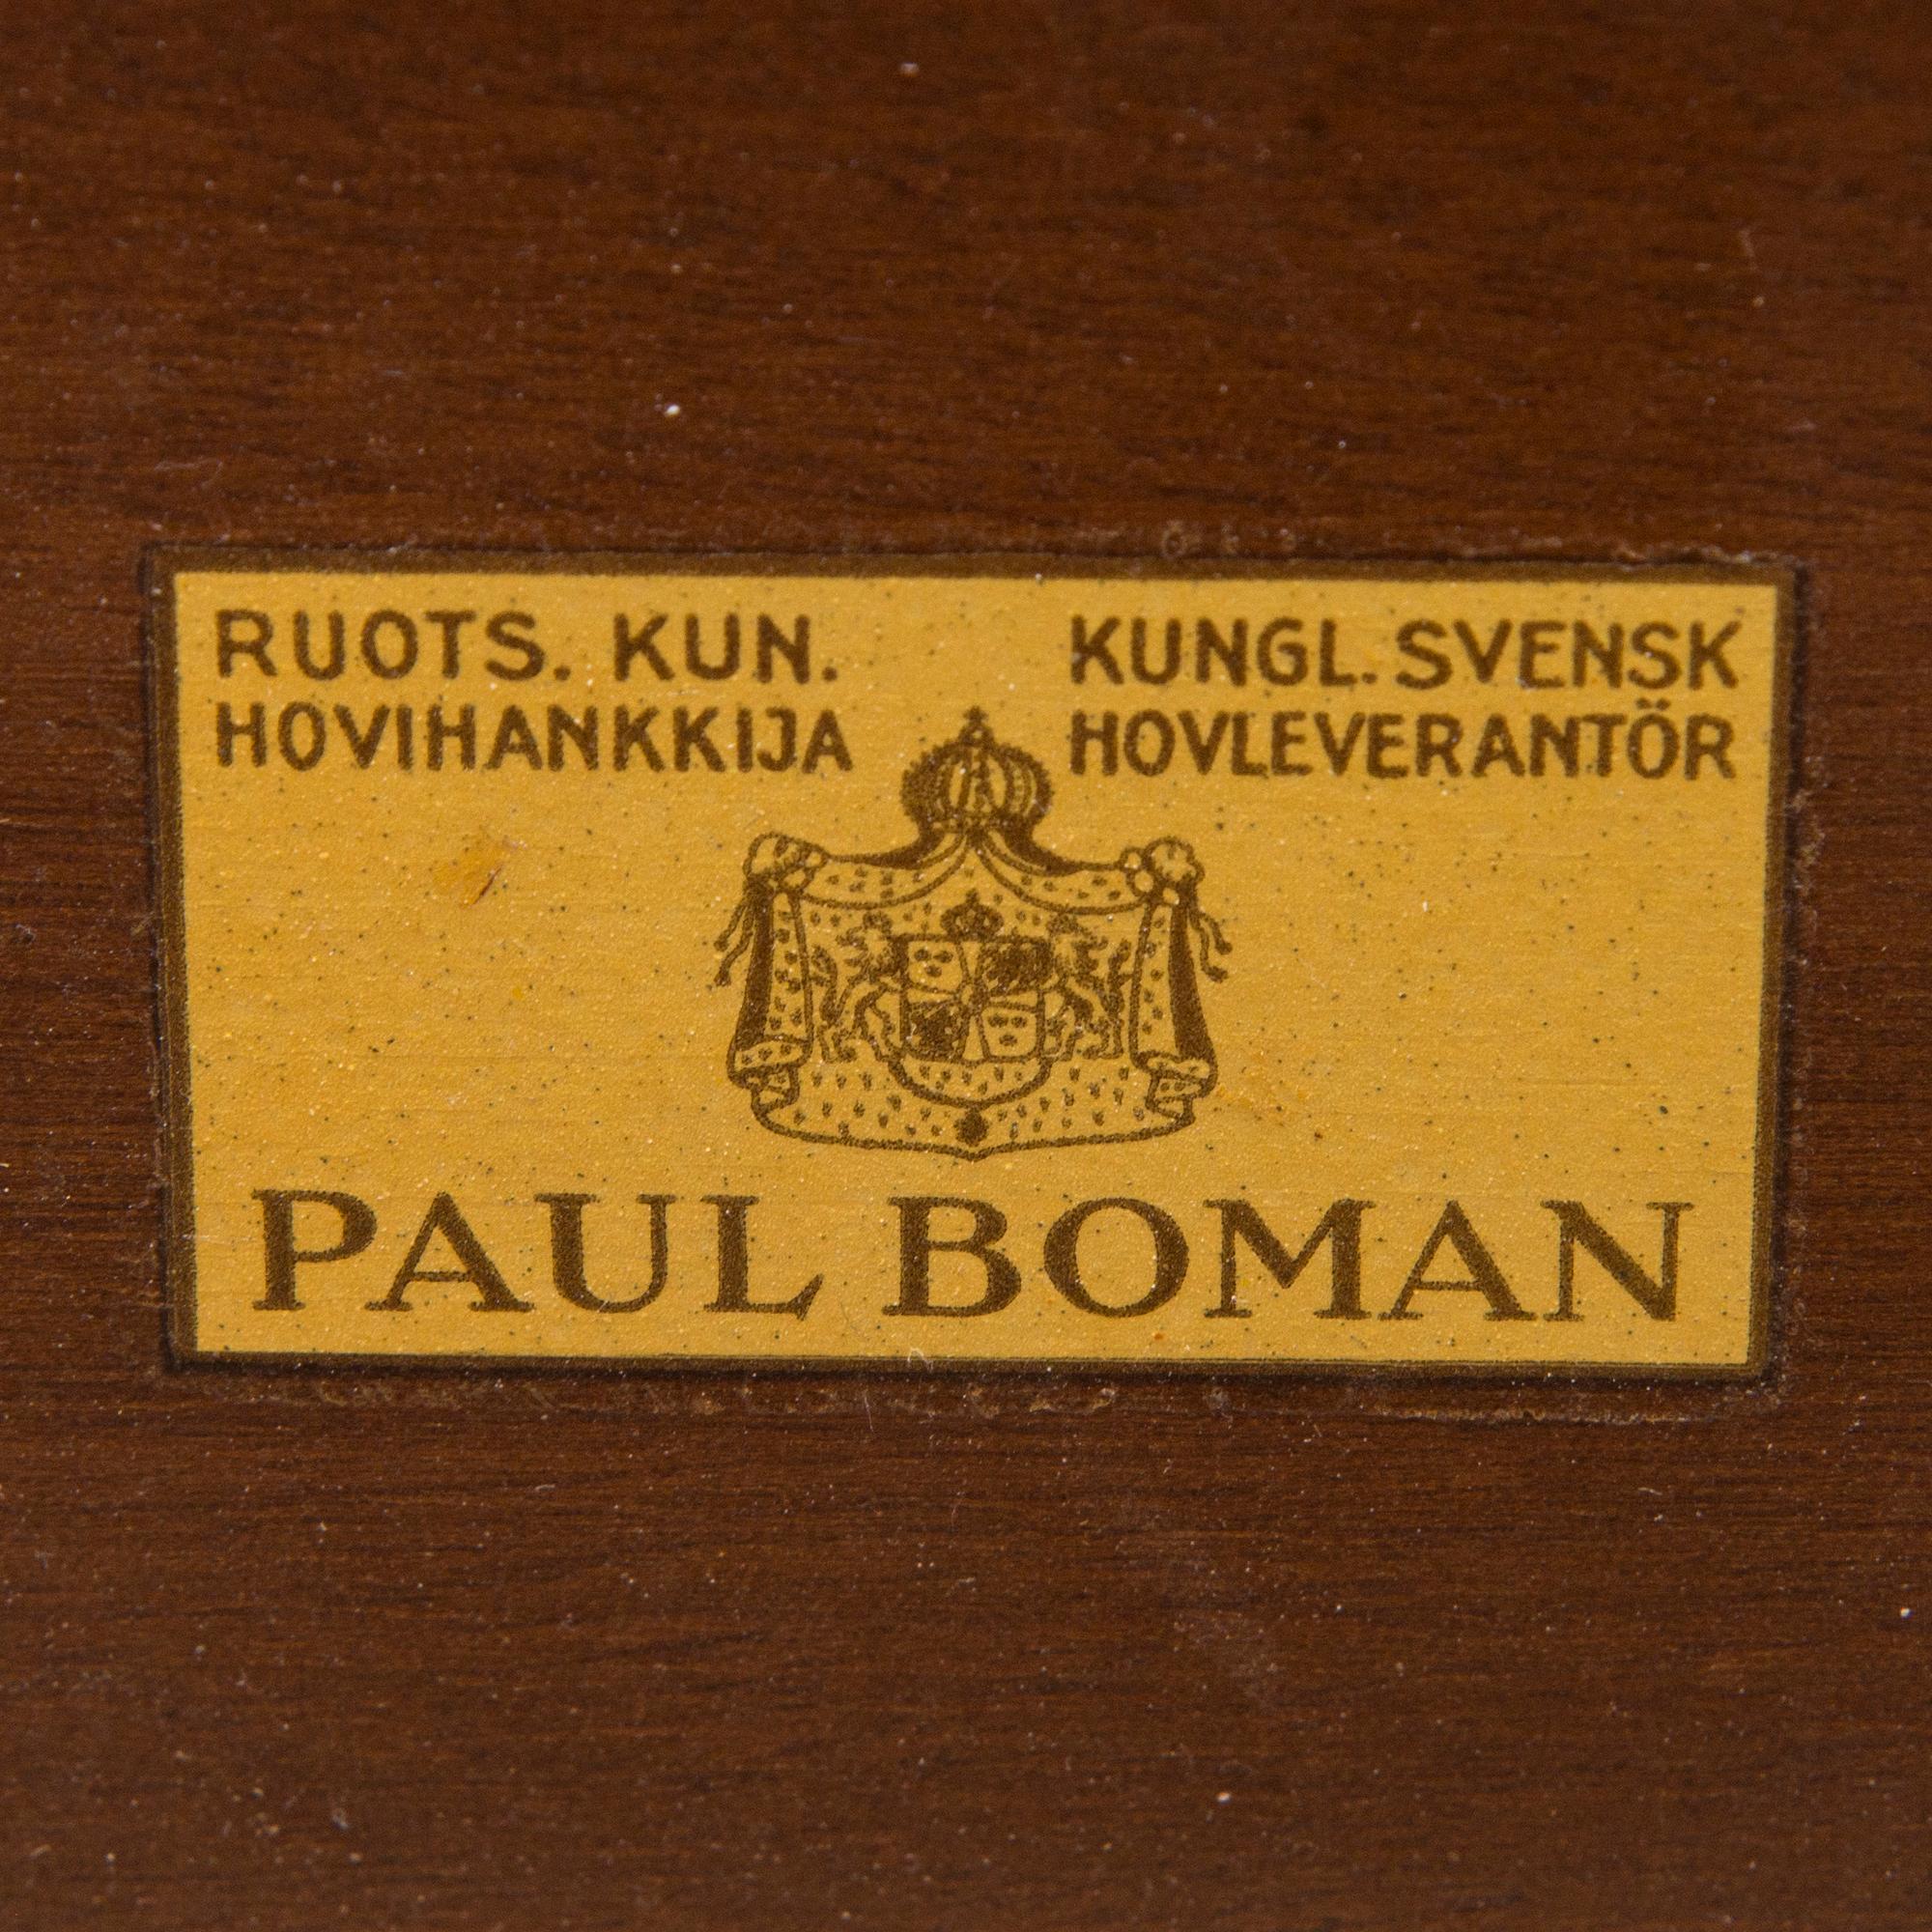 RUOTS. KUN.
HOVIHANKKIJA
KUNGL. SVENSK
HOVLEVERANTÖR
PAUL BOMAN